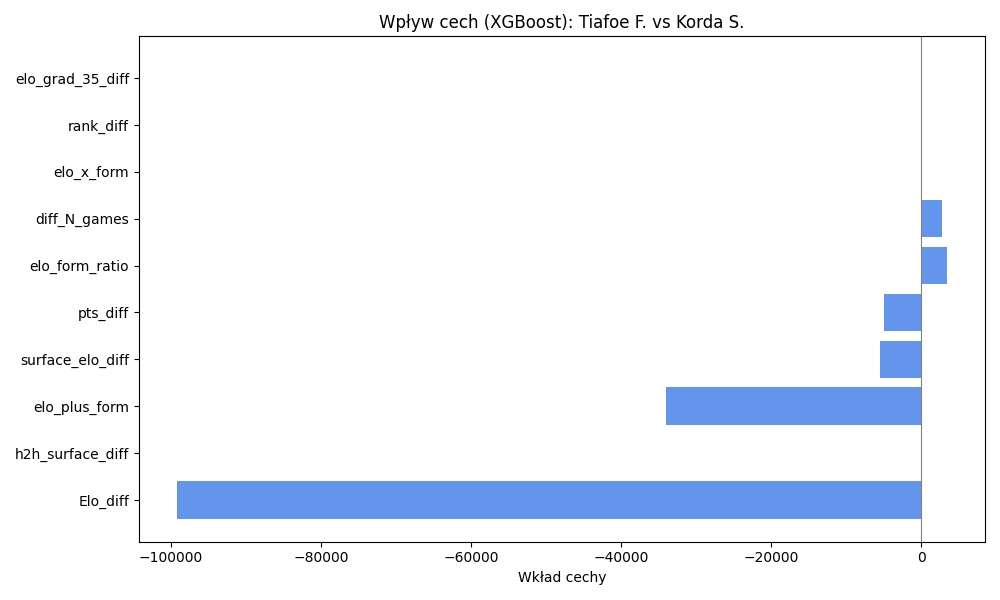 Wpływ cech (XGBoost): Tiafoe F. vs Korda S.
elo_grad_35_diff
rank_diff
elo_x_form
diff_N_games
elo_form_ratio
pts_diff
surface_elo_diff
elo_plus_form
h2h_surface_diff
Elo_diff
−100000 −80000 −60000 −40000 −20000 0
Wkład cechy